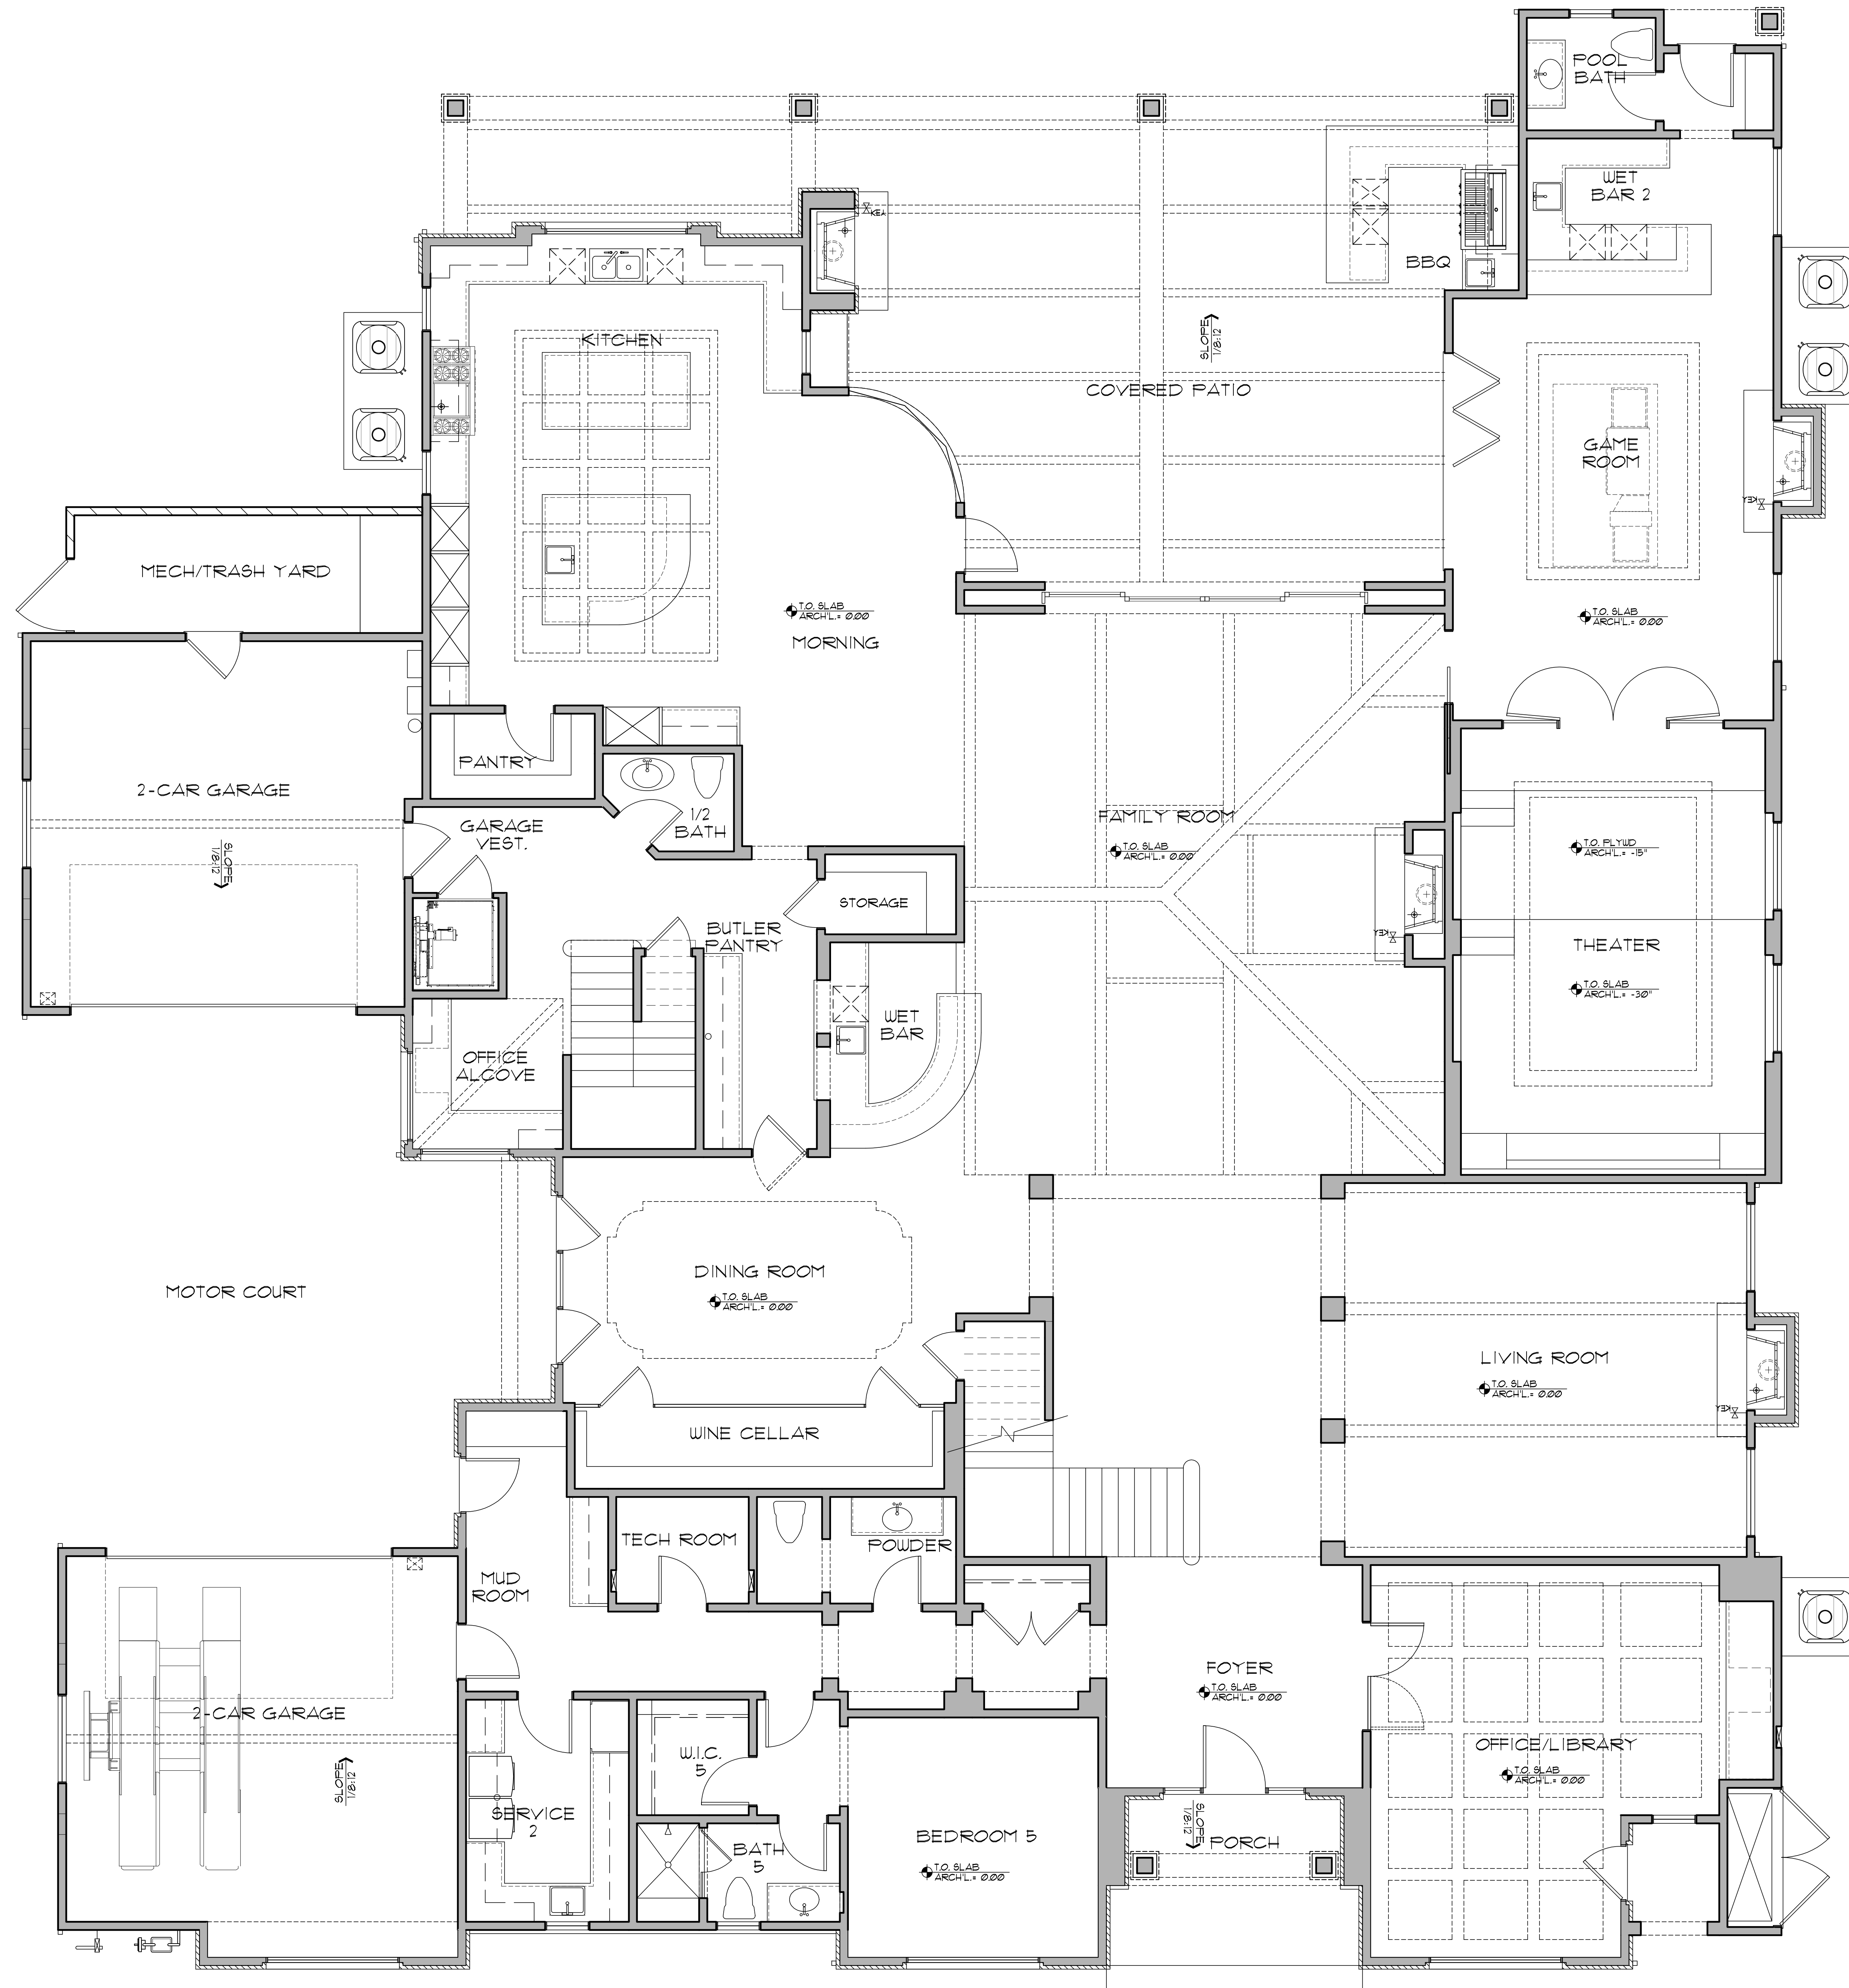 POOL
BATH
WET
BAR 2
KEY
BBQ
SLOPE
1/8:12
KITCHEN
COVERED PATIO
GAME
ROOM
KEY
MECH/TRASH YARD
T.O. SLAB
ARCH'L.= 0.00
MORNING
T.O. SLAB
ARCH'L.= 0.00
PANTRY
2-CAR GARAGE
SLOPE
1/8:12
GARAGE
VEST.
1/2
BATH
FAMILY ROOM
T.O. SLAB
ARCH'L.= 0.00
T.O. PLYWD
ARCH'L.= -15"
STORAGE
BUTLER
PANTRY
KEY
THEATER
T.O. SLAB
ARCH'L.= -30"
WET
BAR
OFFICE
ALCOVE
DINING ROOM
T.O. SLAB
ARCH'L.= 0.00
MOTOR COURT
LIVING ROOM
T.O. SLAB
ARCH'L.= 0.00
KEY
WINE CELLAR
TECH ROOM
POWDER
MUD
ROOM
FOYER
T.O. SLAB
ARCH'L.= 0.00
2-CAR GARAGE
SLOPE
1/8:12
W.I.C.
5
OFFICE/LIBRARY
T.O. SLAB
ARCH'L.= 0.00
SERVICE
2
BATH
5
BEDROOM 5
T.O. SLAB
ARCH'L.= 0.00
SLOPE
1/8:12
PORCH